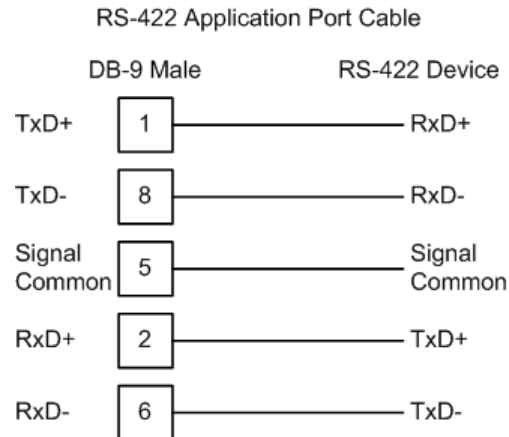 RS-422 Application Port Cable
DB-9 Male RS-422 Device
TxD+ 1 RxD+
TxD- 8 RxD-
Signal Common 5 Signal Common
RxD+ 2 TxD+
RxD- 6 TxD-